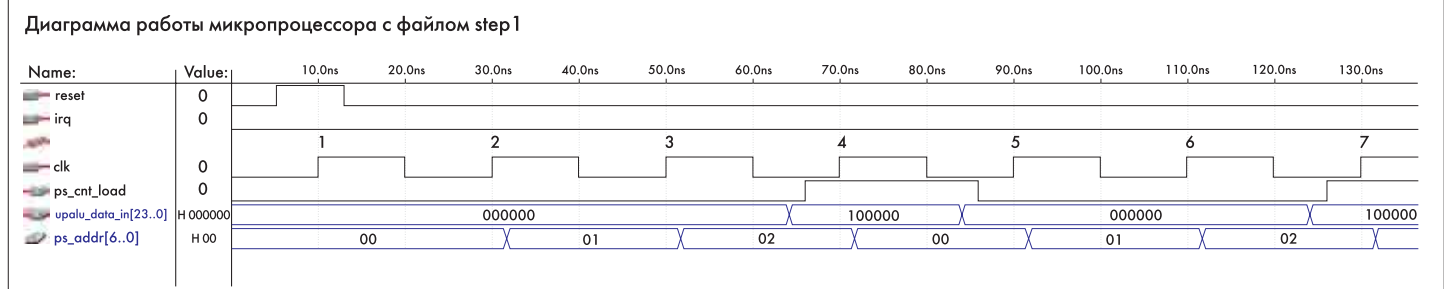 Диаграмма работы микропроцессора с файлом step1
Name: Value: 10.0ns 20.0ns 30.0ns 40.0ns 50.0ns 60.0ns 70.0ns 80.0ns 90.0ns 100.0ns 110.0ns 120.0ns 130.0ns
reset 0
irq 0
1 2 3 4 5 6 7
clk 0
ps_cnt_load 0
upalu_data_in[23..0] H 000000 000000 100000 000000 100000
ps_addr[6..0] H 00 00 01 02 00 01 02